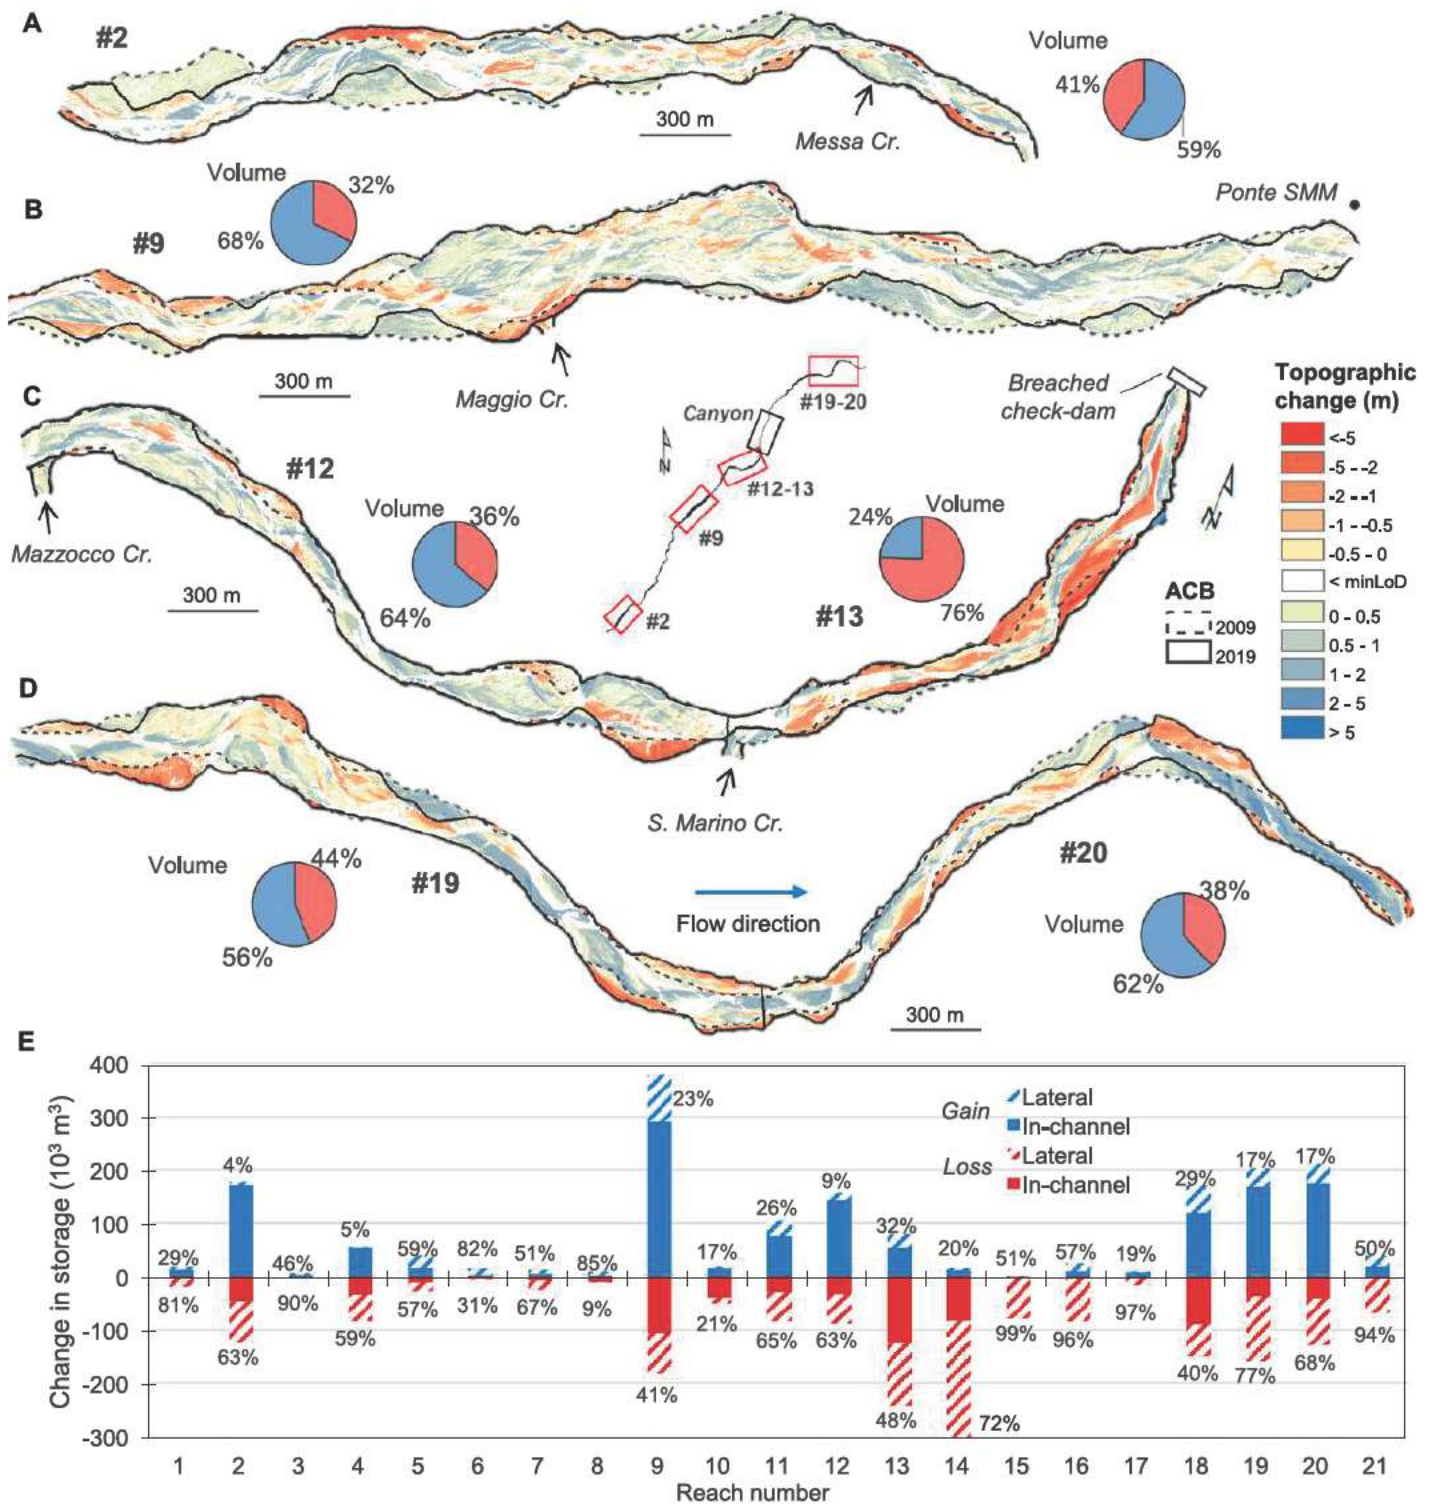 A
#2
Volume
41%
59%
300 m
Messa Cr.
Volume
32%
68%
B
#9
Ponte SMM
300 m
Maggio Cr.
C
#12
Mazzocco Cr.
300 m
Volume
36%
64%
Canyon
N
#19-20
#12-13
#9
#2
Breached
check-dam
24%
Volume
76%
#13
N
S. Marino Cr.
Topographic
change (m)
<-5
-5 - -2
-2 - -1
-1 - -0.5
-0.5 - 0
< minLoD
0 - 0.5
0.5 - 1
1 - 2
2 - 5
> 5
ACB
2009
2019
D
Volume
44%
56%
#19
Flow direction
#20
Volume
38%
62%
300 m
E
Change in storage (10³ m³)
400
300
200
100
0
-100
-200
-300
Gain
Lateral
In-channel
Loss
Lateral
In-channel
29% 4% 46% 5% 59% 82% 51% 85% 23% 17% 26% 9% 32% 20% 51% 57% 19% 29% 17% 17% 50%
81% 63% 90% 59% 57% 31% 67% 9% 41% 21% 65% 63% 48% 72% 99% 96% 97% 40% 77% 68% 94%
1 2 3 4 5 6 7 8 9 10 11 12 13 14 15 16 17 18 19 20 21
Reach number